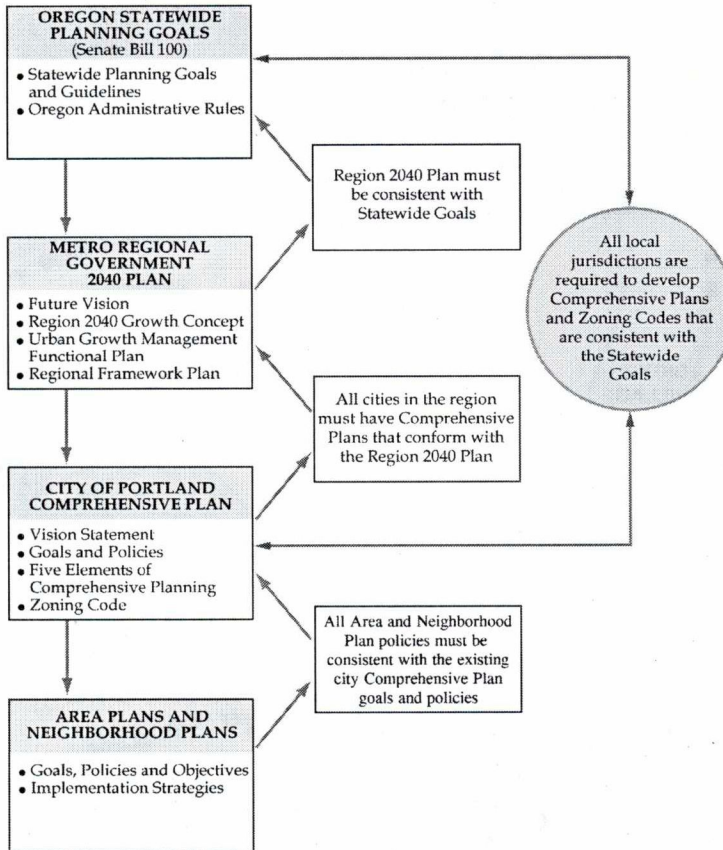 OREGON STATEWIDE
PLANNING GOALS
(Senate Bill 100)
• Statewide Planning Goals
and Guidelines
• Oregon Administrative Rules
Region 2040 Plan must
be consistent with
Statewide Goals
METRO REGIONAL
GOVERNMENT
2040 PLAN
• Future Vision
• Region 2040 Growth Concept
• Urban Growth Management
Functional Plan
• Regional Framework Plan
All local
jurisdictions are
required to develop
Comprehensive Plans
and Zoning Codes that
are consistent with
the Statewide
Goals
All cities in the region
must have Comprehensive
Plans that conform with
the Region 2040 Plan
CITY OF PORTLAND
COMPREHENSIVE PLAN
• Vision Statement
• Goals and Policies
• Five Elements of
Comprehensive Planning
• Zoning Code
All Area and Neighborhood
Plan policies must be
consistent with the existing
city Comprehensive Plan
goals and policies
AREA PLANS AND
NEIGHBORHOOD PLANS
• Goals, Policies and Objectives
• Implementation Strategies